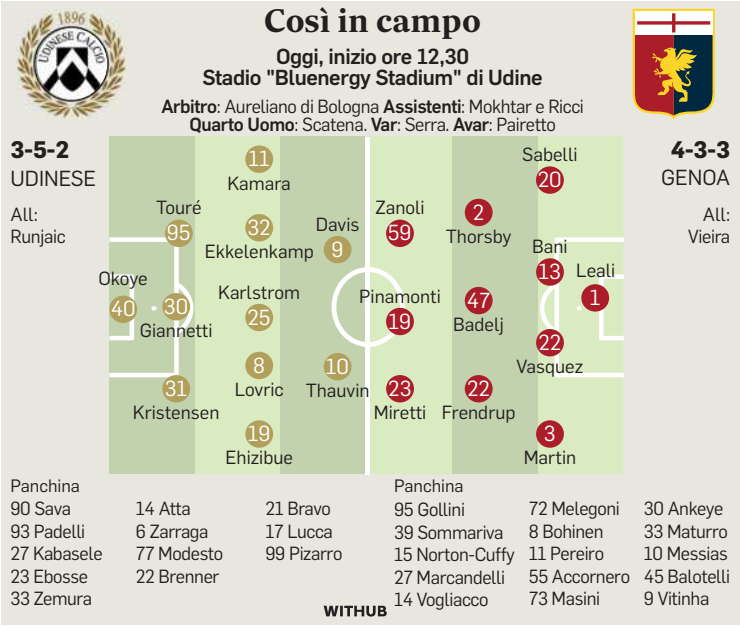 1896
UDINESE CALCIO
Così in campo
Oggi, inizio ore 12,30
Stadio "Bluenergy Stadium" di Udine
Arbitro: Aureliano di Bologna Assistenti: Mokhtar e Ricci
Quarto Uomo: Scatena. Var: Serra. Avar: Pairetto
3-5-2
UDINESE
All:
Runjaic
4-3-3
GENOA
All:
Vieira
40
Okoye
95
Touré
30
Giannetti
31
Kristensen
11
Kamara
32
Ekkelenkamp
25
Karlstrom
8
Lovric
19
Ehizibue
9
Davis
10
Thauvin
59
Zanoli
19
Pinamonti
23
Miretti
2
Thorsby
47
Badelj
22
Frendrup
20
Sabelli
13
Bani
22
Vasquez
3
Martin
1
Leali
Panchina
90 Sava
93 Padelli
27 Kabasele
23 Ebosse
33 Zemura
14 Atta
6 Zarraga
77 Modesto
22 Brenner
21 Bravo
17 Lucca
99 Pizarro
Panchina
95 Gollini
39 Sommariva
15 Norton-Cuffy
27 Marcandelli
14 Vogliacco
72 Melegoni
8 Bohinen
11 Pereiro
55 Accornero
73 Masini
30 Ankeye
33 Maturro
10 Messias
45 Balotelli
9 Vitinha
WITHUB